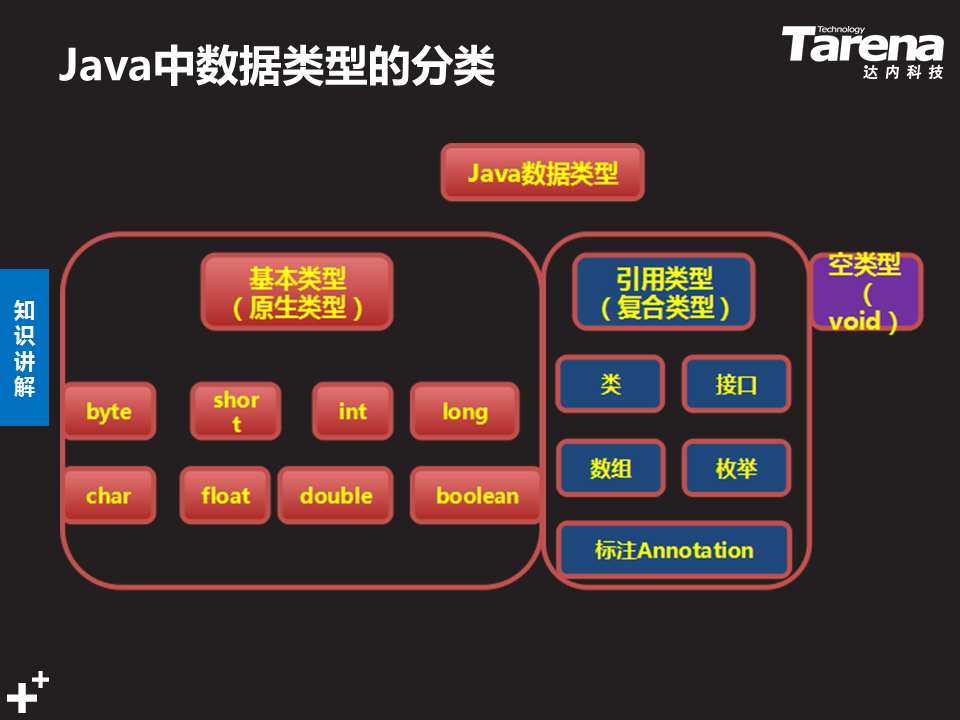 Java中数据类型的分类
Technology
Tarena
达内科技
Java数据类型
基本类型
（原生类型）
引用类型
（复合类型）
空类型
（
void）
知
识
讲
解
类
接口
byte
shor
t
int
long
数组
枚举
char
float
double
boolean
标注Annotation